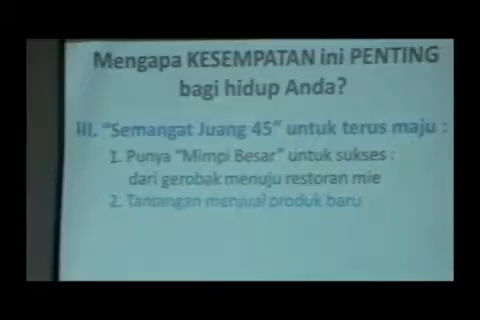 Mengapa KESEMPATAN ini PENTING
bagi hidup Anda?
III. "Semangat Juang 45" untuk terus maju :
1. Punya "Mimpi Besar" untuk sukses :
dari gerobak menuju restoran mie
2. Tantangan menjual produk baru